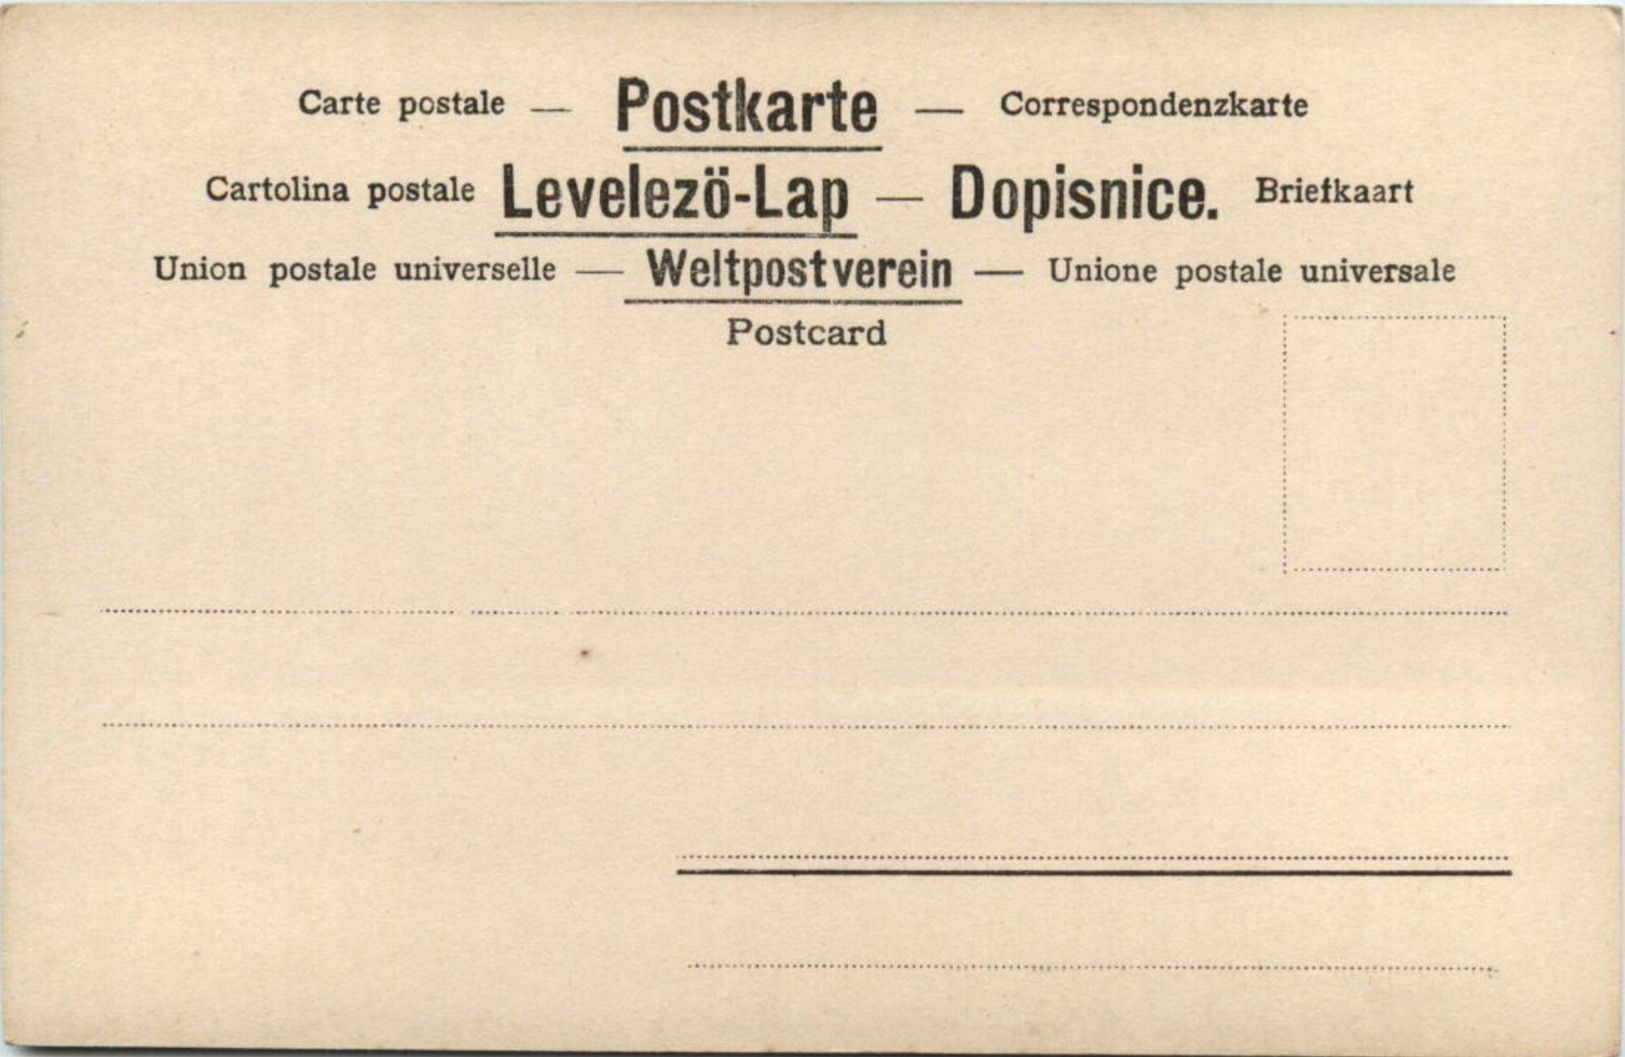 Carte postale — Postkarte — Correspondenzkarte
Cartolina postale Levelezö-Lap — Dopisnice. Briefkaart
Union postale universelle — Weltpostverein — Unione postale universale
Postcard